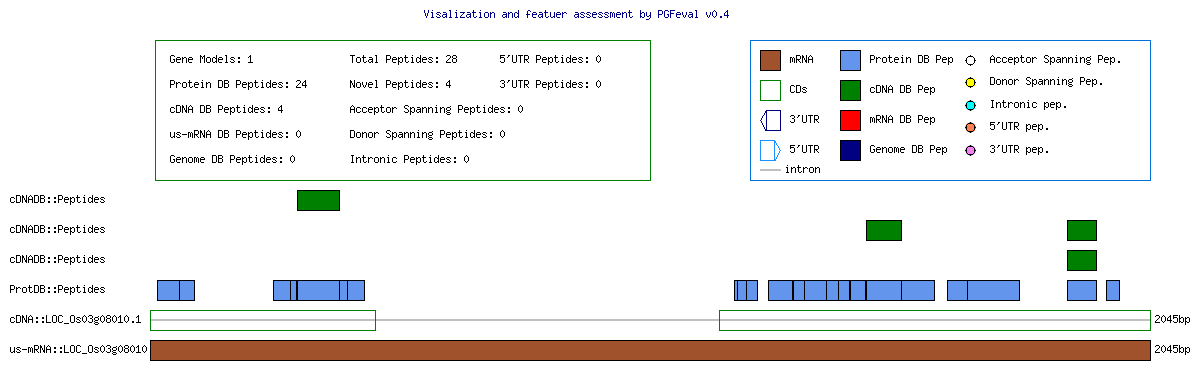 Visalization and featuer assessment by PGFeval v0.4
Gene Models: 1 Total Peptides: 28 5'UTR Peptides: 0
Protein DB Peptides: 24 Novel Peptides: 4 3'UTR Peptides: 0
cDNA DB Peptides: 4 Acceptor Spanning Peptides: 0
us-mRNA DB Peptides: 0 Donor Spanning Peptides: 0
Genome DB Peptides: 0 Intronic Peptides: 0
mRNA Protein DB Pep Acceptor Spanning Pep.
CDs cDNA DB Pep Donor Spanning Pep.
3'UTR mRNA DB Pep Intronic pep.
5'UTR Genome DB Pep 5'UTR pep.
intron 3'UTR pep.
cDNADB::Peptides
cDNADB::Peptides
cDNADB::Peptides
ProtDB::Peptides
cDNA::LOC_Os03g08010.1 2045bp
us-mRNA::LOC_Os03g08010 2045bp